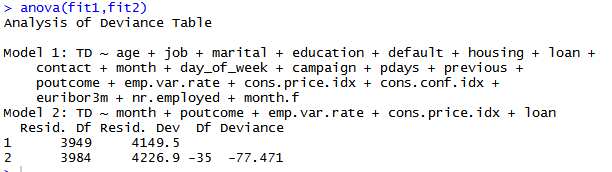 > anova(fit1,fit2)
Analysis of Deviance Table
Model 1: TD ~ age + job + marital + education + default + housing + loan +
contact + month + day_of_week + campaign + pdays + previous +
poutcome + emp.var.rate + cons.price.idx + cons.conf.idx +
euribor3m + nr.employed + month.f
Model 2: TD ~ month + poutcome + emp.var.rate + cons.price.idx + loan
Resid. Df Resid. Dev Df Deviance
1 3949 4149.5
2 3984 4226.9 -35 -77.471
>